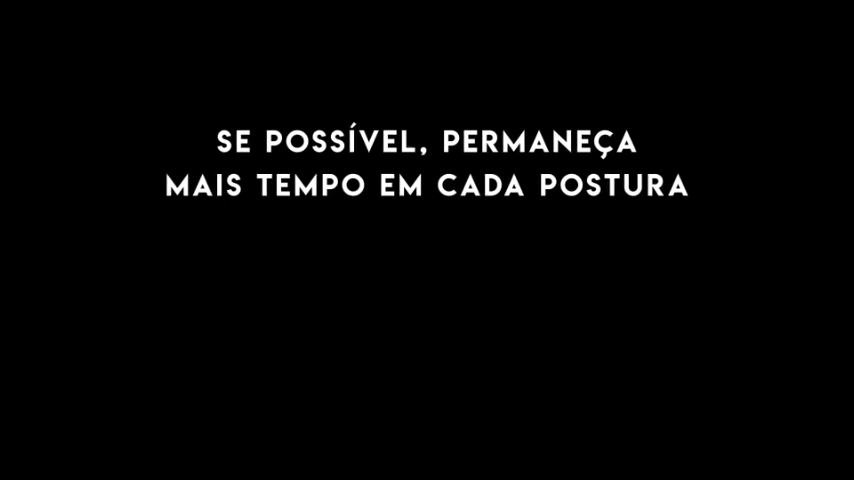 SE POSSÍVEL, PERMANEÇA
MAIS TEMPO EM CADA POSTURA